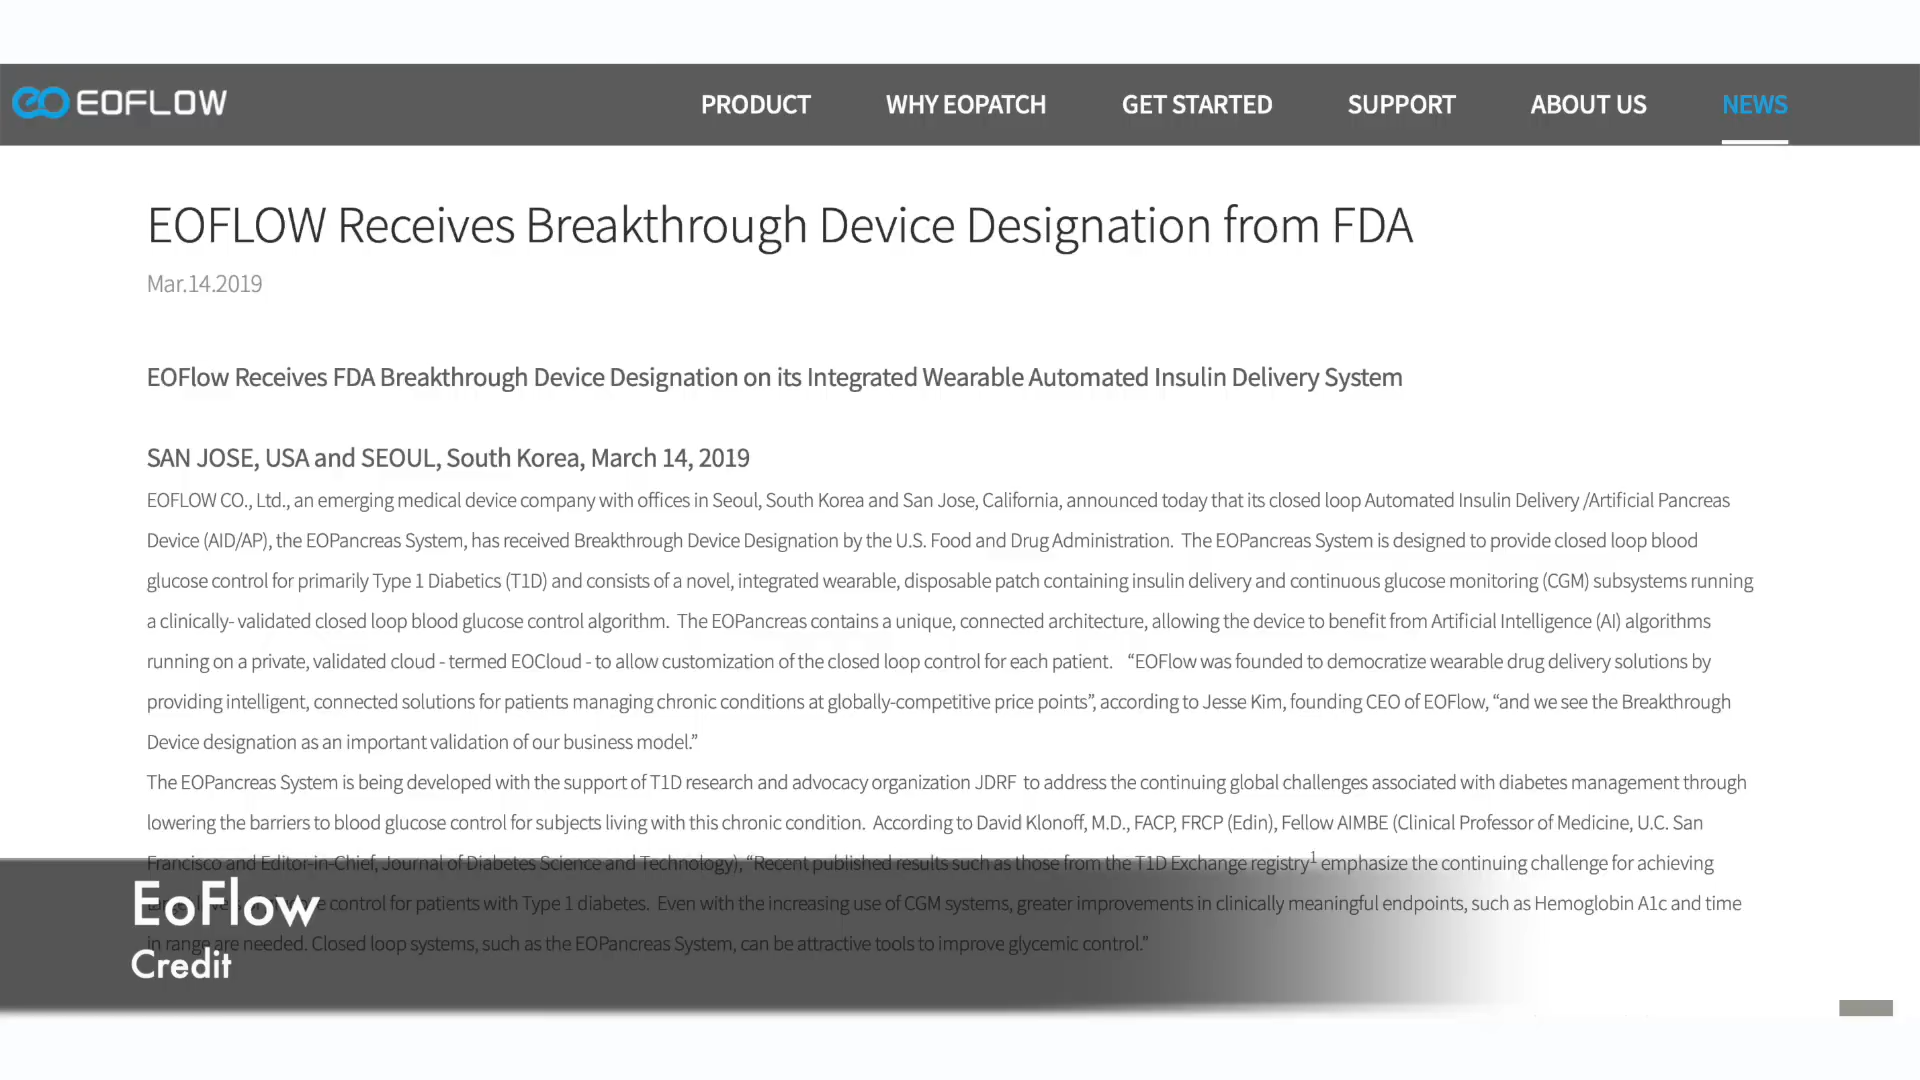 EOFLOW PRODUCT WHY EOPATCH GET STARTED SUPPORT ABOUT US NEWS
EOFLOW Receives Breakthrough Device Designation from FDA
Mar.14.2019
EOFlow Receives FDA Breakthrough Device Designation on its Integrated Wearable Automated Insulin Delivery System
SAN JOSE, USA and SEOUL, South Korea, March 14, 2019
EOFLOW CO., Ltd., an emerging medical device company with offices in Seoul, South Korea and San Jose, California, announced today that its closed loop Automated Insulin Delivery /Artificial Pancreas
Device (AID/AP), the EOPancreas System, has received Breakthrough Device Designation by the U.S. Food and Drug Administration. The EOPancreas System is designed to provide closed loop blood
glucose control for primarily Type 1 Diabetics (T1D) and consists of a novel, integrated wearable, disposable patch containing insulin delivery and continuous glucose monitoring (CGM) subsystems running
a clinically- validated closed loop blood glucose control algorithm. The EOPancreas contains a unique, connected architecture, allowing the device to benefit from Artificial Intelligence (AI) algorithms
running on a private, validated cloud - termed EOCloud - to allow customization of the closed loop control for each patient. “EOFlow was founded to democratize wearable drug delivery solutions by
providing intelligent, connected solutions for patients managing chronic conditions at globally-competitive price points”, according to Jesse Kim, founding CEO of EOFlow, “and we see the Breakthrough
Device designation as an important validation of our business model.”
The EOPancreas System is being developed with the support of T1D research and advocacy organization JDRF to address the continuing global challenges associated with diabetes management through
lowering the barriers to blood glucose control for subjects living with this chronic condition. According to David Klonoff, M.D., FACP, FRCP (Edin), Fellow AIMBE (Clinical Professor of Medicine, U.C. San
Francisco and Editor-in-Chief, Journal of Diabetes Science and Technology), “Recent published results such as those from the T1D Exchange registry1 emphasize the continuing challenge for achieving
control for patients with Type 1 diabetes. Even with the increasing use of CGM systems, greater improvements in clinically meaningful endpoints, such as Hemoglobin A1c and time
in range are needed. Closed loop systems, such as the EOPancreas System, can be attractive tools to improve glycemic control."
EoFlow
Credit